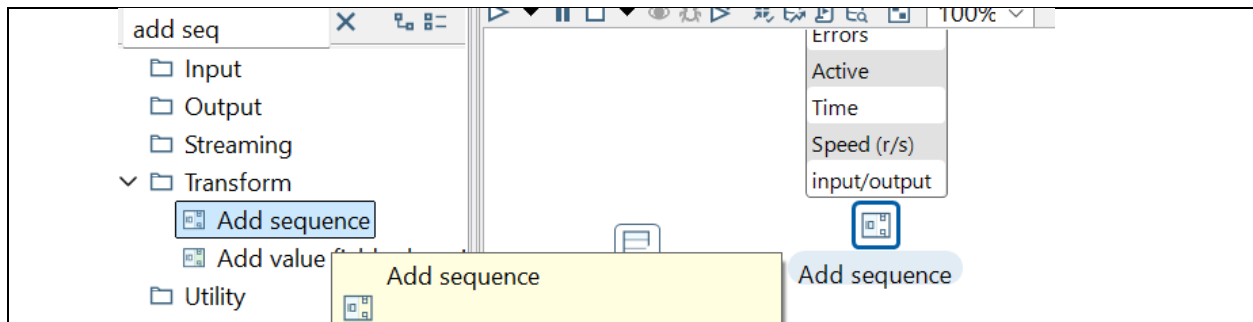 add seq
Input
Output
Streaming
Transform
Add sequence
Add value
Utility
Add sequence
100%
Errors
Active
Time
Speed (r/s)
input/output
Add sequence